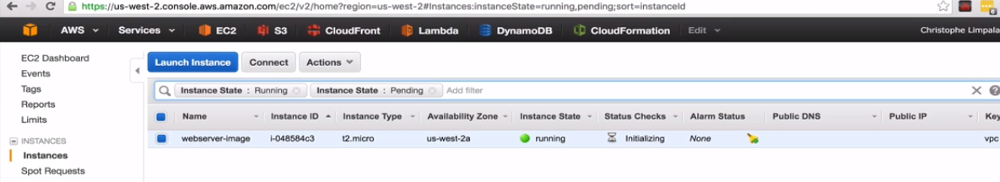 https://us-west-2.console.aws.amazon.com/ec2/v2/home?region=us-west-2#Instances:instanceState=running,pending;sort=instanceId
AWS Services EC2 S3 CloudFront Lambda DynamoDB CloudFormation Edit Christophe Limpala
EC2 Dashboard
Events
Tags
Reports
Limits
INSTANCES
Instances
Spot Requests
Launch Instance Connect Actions
Instance State : Running Instance State : Pending Add filter
Name Instance ID Instance Type Availability Zone Instance State Status Checks Alarm Status Public DNS Public IP Key
webserver-image i-048584c3 t2.micro us-west-2a running Initializing None vpc